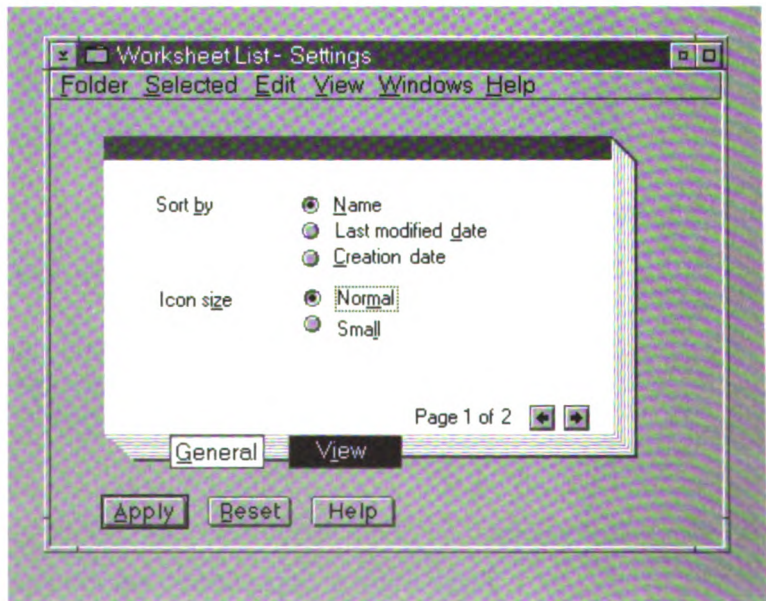 Worksheet List - Settings
Folder Selected Edit View Windows Help
Sort by
Name
Last modified date
Creation date
Icon size
Normal
Small
Page 1 of 2
General View
Apply Reset Help